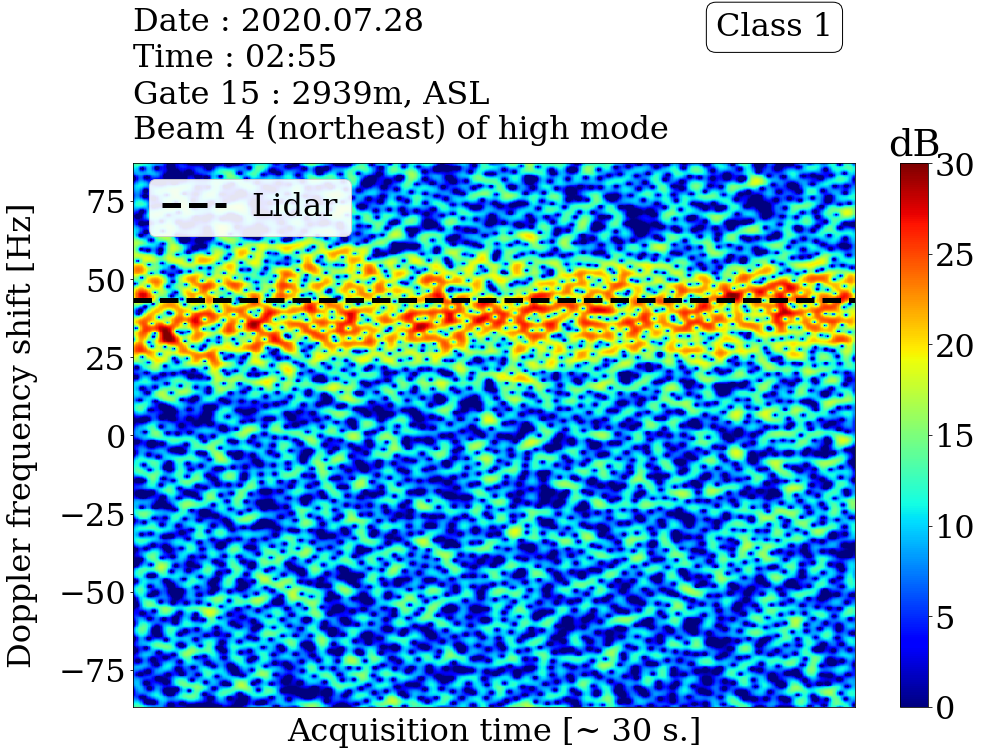 Date : 2020.07.28
Time : 02:55
Gate 15 : 2939m, ASL
Beam 4 (northeast) of high mode
Class 1
dB
Lidar
75
50
25
0
−25
−50
−75
Doppler frequency shift [Hz]
Acquisition time [~ 30 s.]
30
25
20
15
10
5
0